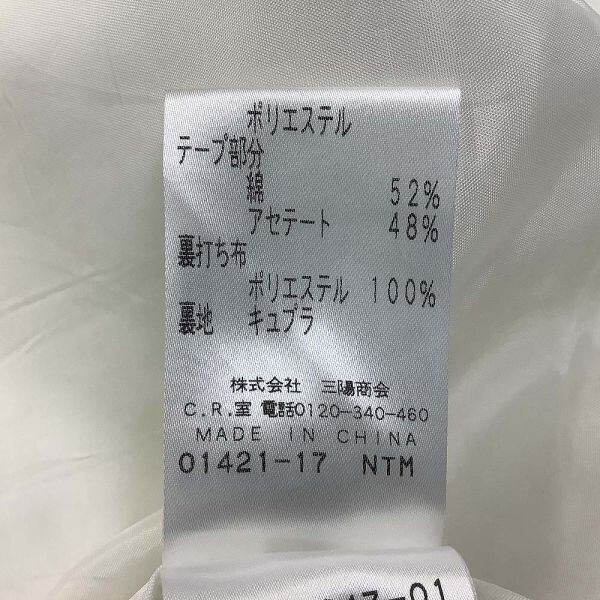 ポリエステル
テープ部分
綿 52%
アセテート 48%
裏打ち布
ポリエステル 100%
裏地 キュプラ
株式会社 三陽商会
C.R.室 電話0120-340-460
MADE IN CHINA
01421-17 NTM